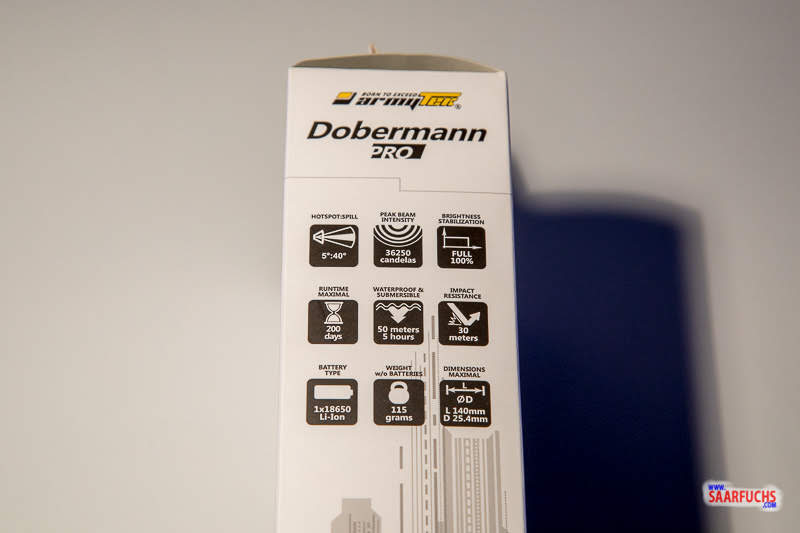 BORN TO EXCEED
armyTek®
Dobermann
PRO
HOTSPOT:SPILL
5°:40°
PEAK BEAM
INTENSITY
36250
candelas
BRIGHTNESS
STABILIZATION
FULL
100%
RUNTIME
MAXIMAL
200
days
WATERPROOF &
SUBMERSIBLE
50 meters
5 hours
IMPACT
RESISTANCE
30
meters
BATTERY
TYPE
1x18650
Li-Ion
WEIGHT
w/o BATTERIES
115
grams
DIMENSIONS
MAXIMAL
L
ØD
L 140mm
D 25.4mm
WWW.
SAARFUCHS
.COM